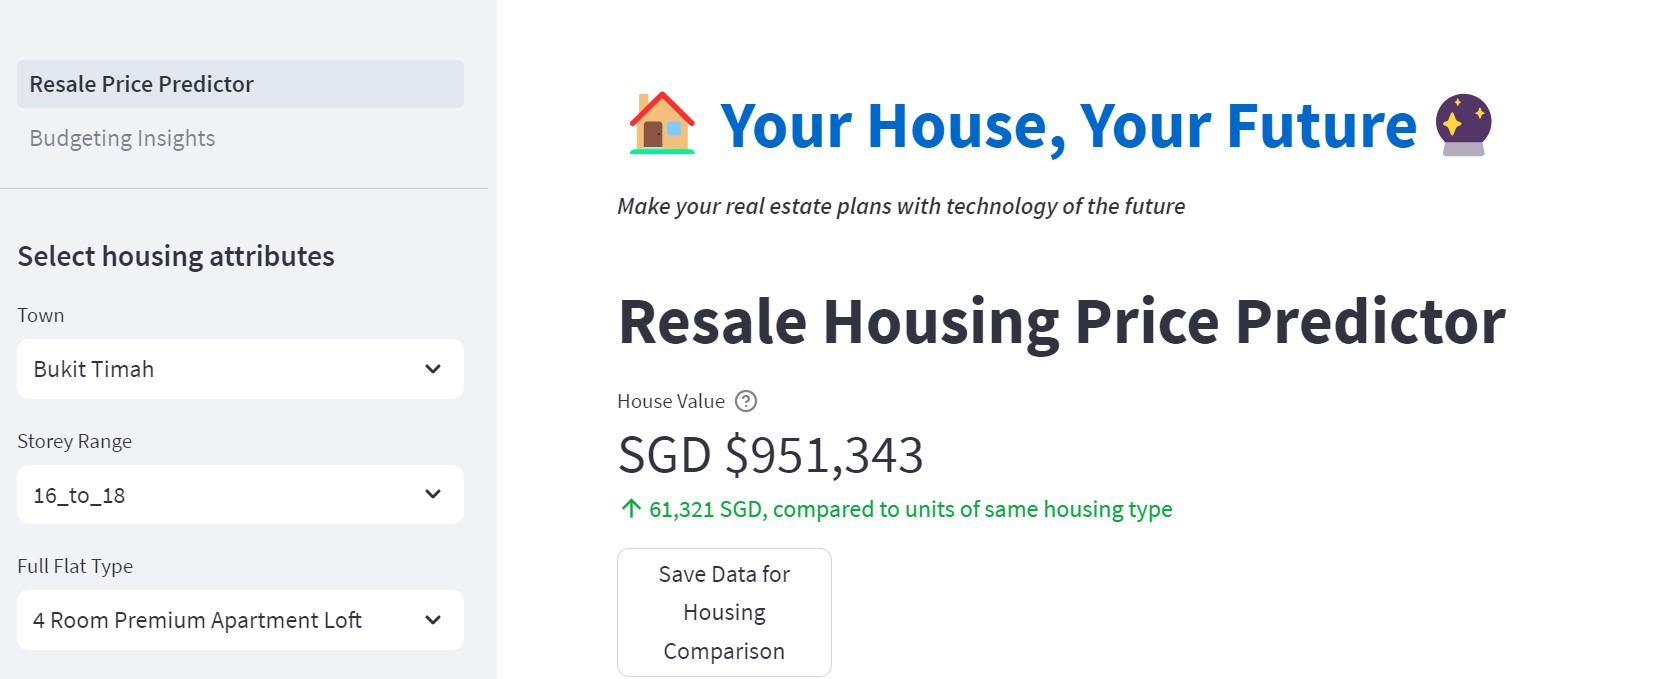 Resale Price Predictor
Budgeting Insights
Select housing attributes
Town
Bukit Timah
Storey Range
16_to_18
Full Flat Type
4 Room Premium Apartment Loft
Your House, Your Future
Make your real estate plans with technology of the future
Resale Housing Price Predictor
House Value
SGD $951,343
61,321 SGD, compared to units of same housing type
Save Data for
Housing
Comparison